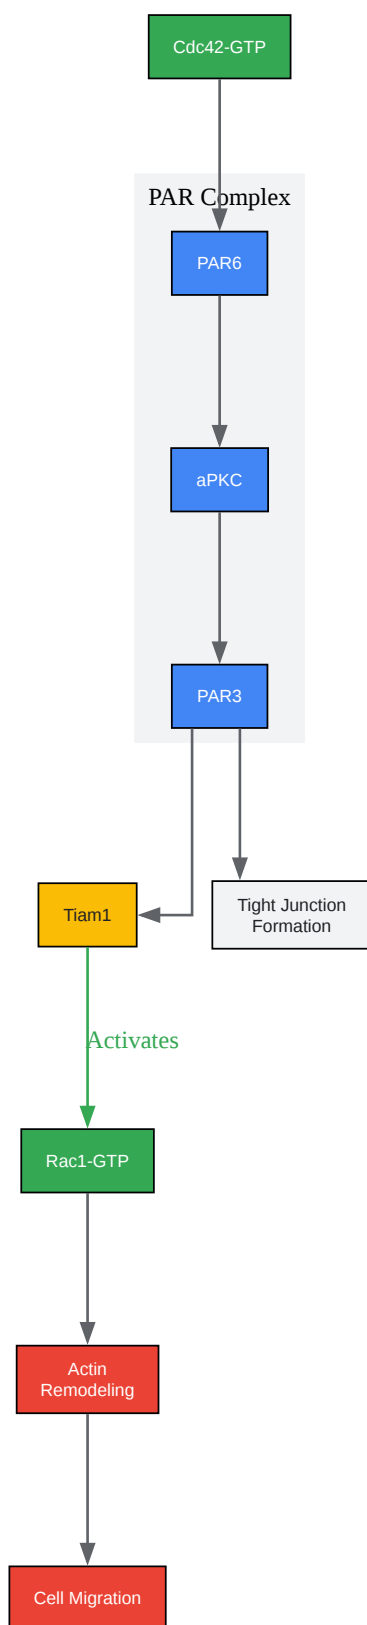 Cdc42-GTP
PAR Complex
PAR6
aPKC
PAR3
Tiam1
Tight Junction
Formation
Activates
Rac1-GTP
Actin
Remodeling
Cell Migration